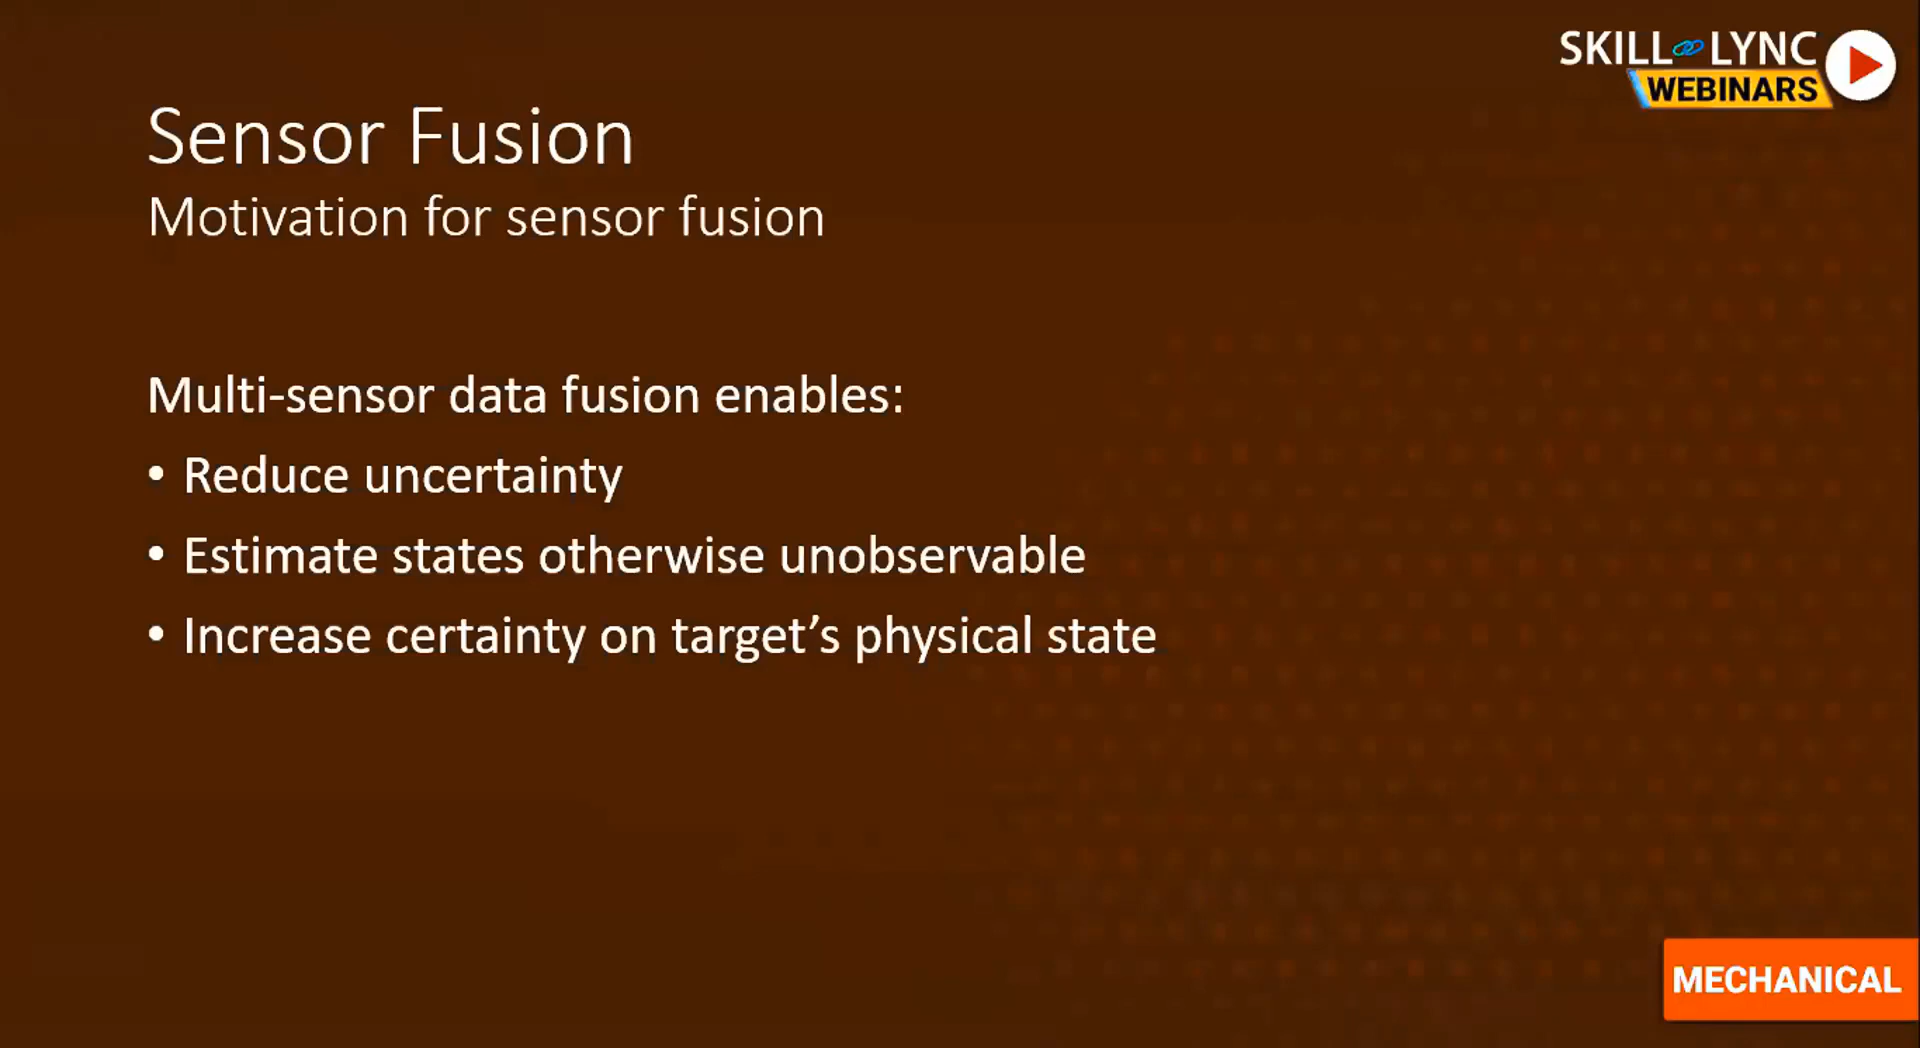 SKILL LYNC
WEBINARS
Sensor Fusion
Motivation for sensor fusion
Multi-sensor data fusion enables:
• Reduce uncertainty
• Estimate states otherwise unobservable
• Increase certainty on target’s physical state
MECHANICAL